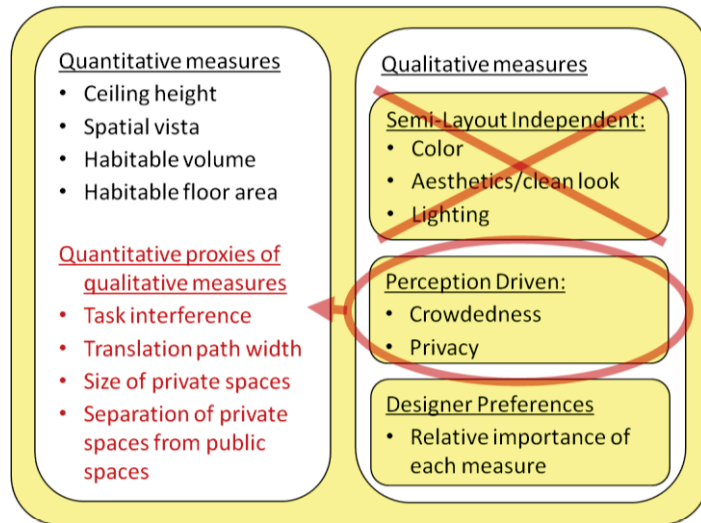 Quantitative measures
• Ceiling height
• Spatial vista
• Habitable volume
• Habitable floor area
Quantitative proxies of
qualitative measures
• Task interference
• Translation path width
• Size of private spaces
• Separation of private
spaces from public
spaces
Qualitative measures
Semi-Layout Independent:
• Color
• Aesthetics/clean look
• Lighting
Perception Driven:
• Crowdedness
• Privacy
Designer Preferences
• Relative importance of
each measure